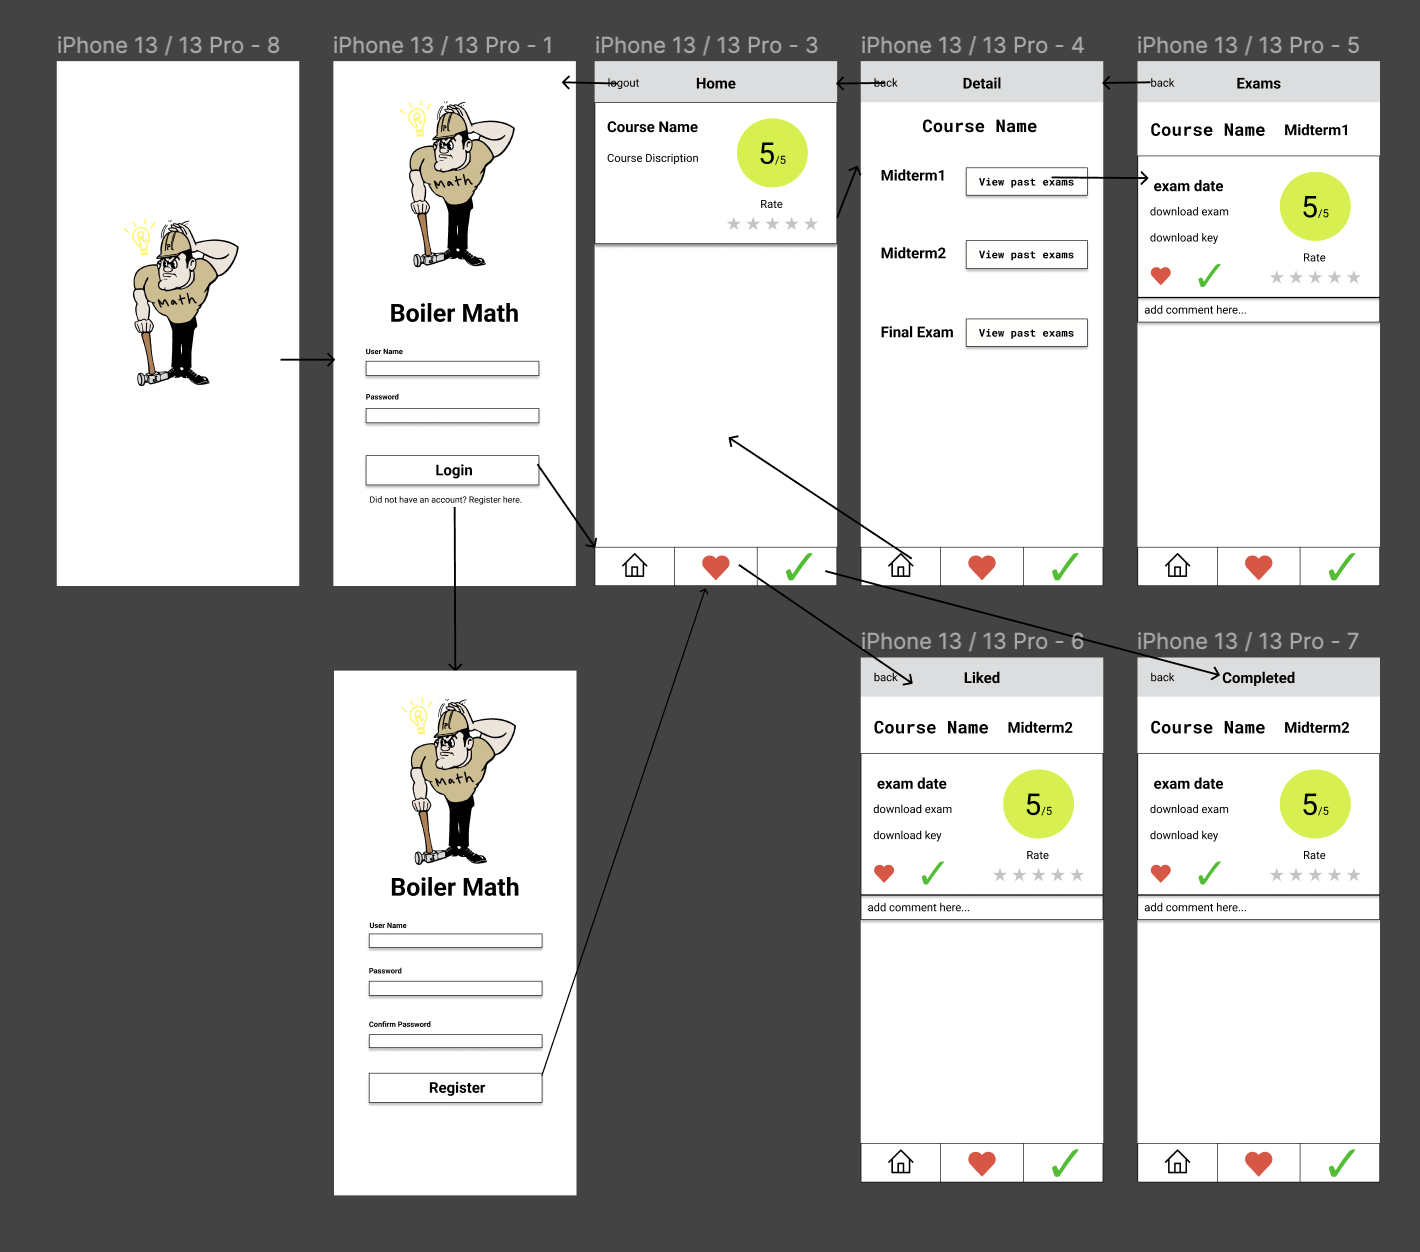 iPhone 13 / 13 Pro - 8
Math
iPhone 13 / 13 Pro - 1
Math
Boiler Math
User Name
Password
Login
Did not have an account? Register here.
Math
Boiler Math
User Name
Password
Confirm Password
Register
iPhone 13 / 13 Pro - 3
logout
Home
Course Name
Course Discription
5/5
Rate
iPhone 13 / 13 Pro - 4
back
Detail
Course Name
Midterm1
View past exams
Midterm2
View past exams
Final Exam
View past exams
iPhone 13 / 13 Pro - 5
back
Exams
Course Name Midterm1
exam date
download exam
download key
5/5
Rate
add comment here...
iPhone 13 / 13 Pro - 6
back
Liked
Course Name Midterm2
exam date
download exam
download key
5/5
Rate
add comment here...
iPhone 13 / 13 Pro - 7
back
Completed
Course Name Midterm2
exam date
download exam
download key
5/5
Rate
add comment here...